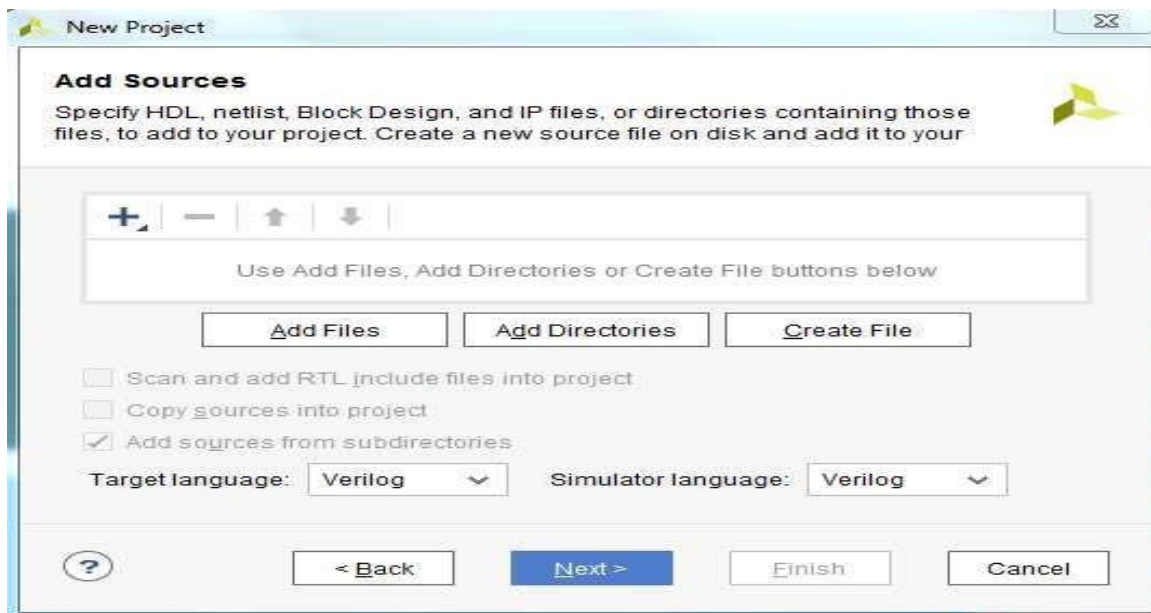 New Project
Add Sources
Specify HDL, netlist, Block Design, and IP files, or directories containing those
files, to add to your project. Create a new source file on disk and add it to your
Use Add Files, Add Directories or Create File buttons below
Add Files Add Directories Create File
Scan and add RTL include files into project
Copy sources into project
Add sources from subdirectories
Target language: Verilog Simulator language: Verilog
? < Back Next > Finish Cancel